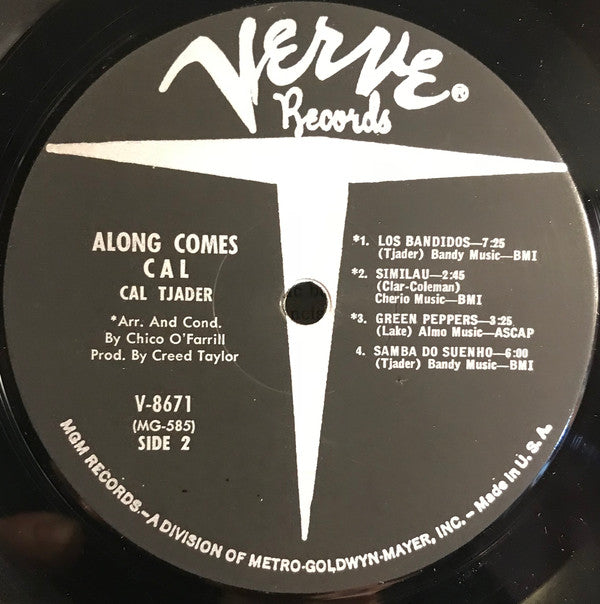 Verve®
Records
ALONG COMES
CAL
CAL TJADER
*Arr. And Cond.
By Chico O'Farrill
Prod. By Creed Taylor
V-8671
(MG-585)
SIDE 2
*1. LOS BANDIDOS—7:25
(Tjader) Bandy Music—BMI
*2. SIMILAU—2:45
(Clar-Coleman)
Cherio Music—BMI
*3. GREEN PEPPERS—3:25
(Lake) Almo Music—ASCAP
4. SAMBA DO SUENHO—6:00
(Tjader) Bandy Music—BMI
MGM RECORDS.—A DIVISION OF METRO-GOLDWYN-MAYER, INC. — Made in U. S. A.